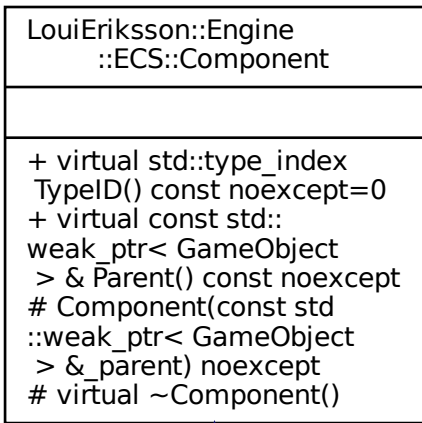 LouiEriksson::Engine
::ECS::Component
+ virtual std::type_index
TypeID() const noexcept=0
+ virtual const std::
weak_ptr< GameObject
> & Parent() const noexcept
# Component(const std
::weak_ptr< GameObject
> &_parent) noexcept
# virtual ~Component()